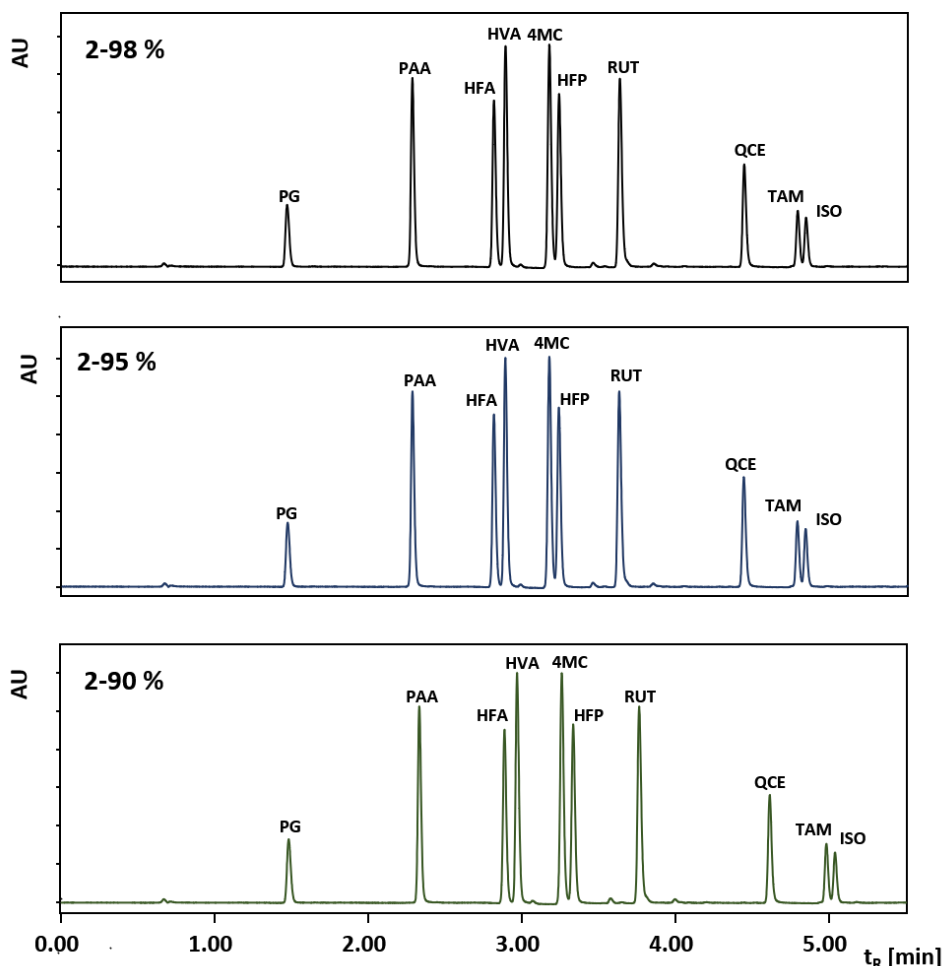 AU
2-98 %
PG
PAA
HFA
HVA
4MC
HFP
RUT
QCE
TAM
ISO
AU
2-95 %
PG
PAA
HFA
HVA
4MC
HFP
RUT
QCE
TAM
ISO
AU
2-90 %
PG
PAA
HFA
HVA
4MC
HFP
RUT
QCE
TAM
ISO
0.00 1.00 2.00 3.00 4.00 5.00
tR [min]